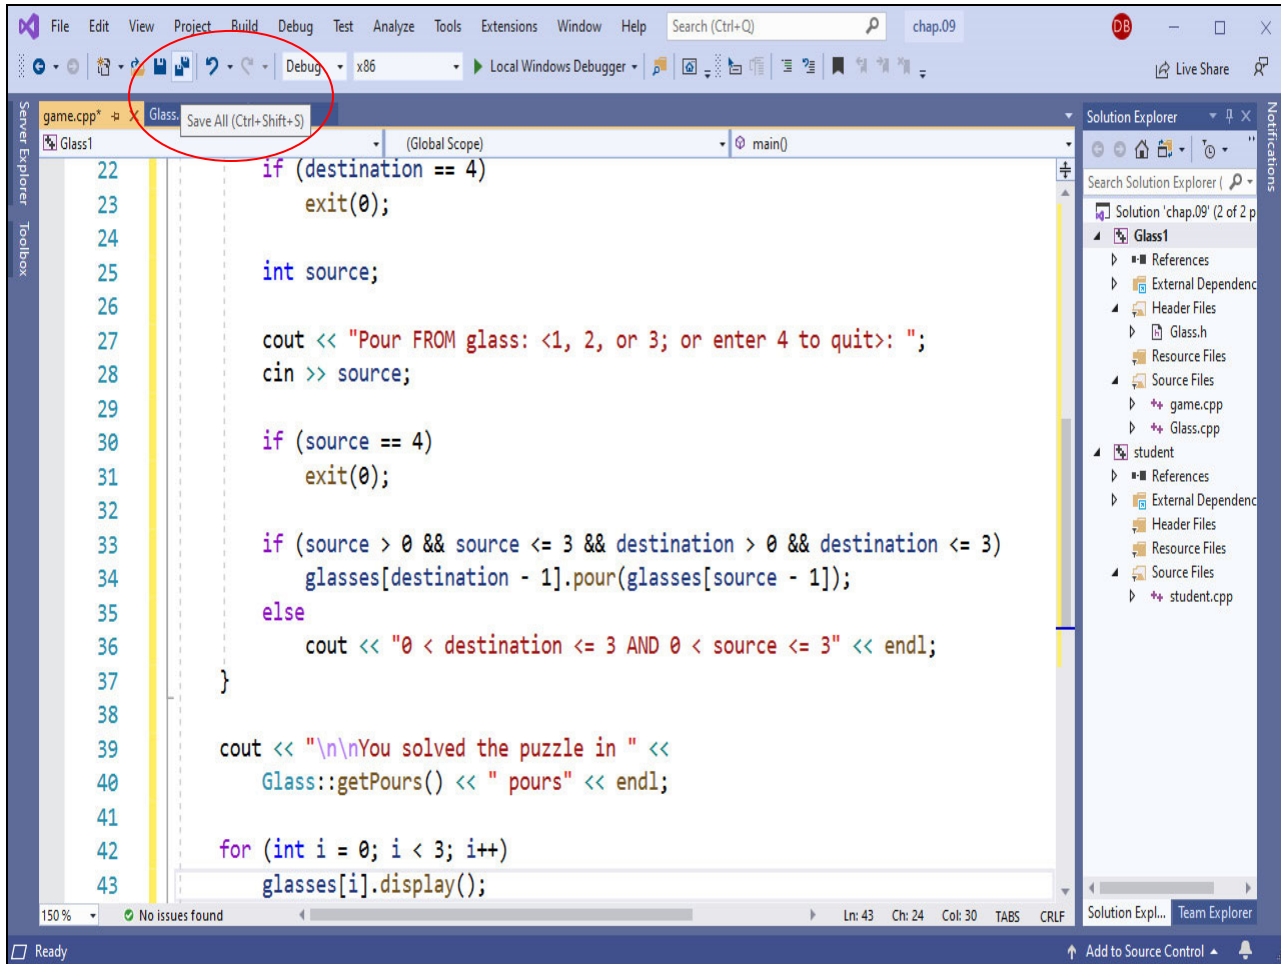 File Edit View Project Build Debug Test Analyze Tools Extensions Window Help Search (Ctrl+Q) chap.09 DB
Debug x86 Local Windows Debugger Live Share
game.cpp* Glass.
Save All (Ctrl+Shift+S)
Glass1 (Global Scope) main()
22 if (destination == 4)
23 exit(0);
24
25 int source;
26
27 cout << "Pour FROM glass: <1, 2, or 3; or enter 4 to quit>: ";
28 cin >> source;
29
30 if (source == 4)
31 exit(0);
32
33 if (source > 0 && source <= 3 && destination > 0 && destination <= 3)
34 glasses[destination - 1].pour(glasses[source - 1]);
35 else
36 cout << "0 < destination <= 3 AND 0 < source <= 3" << endl;
37 }
38
39 cout << "\n\nYou solved the puzzle in " <<
40 Glass::getPours() << " pours" << endl;
41
42 for (int i = 0; i < 3; i++)
43 glasses[i].display();
150 % No issues found Ln: 43 Ch: 24 Col: 30 TABS CRLF
Server Explorer
Toolbox
Solution Explorer
Search Solution Explorer (
Solution 'chap.09' (2 of 2 p
Glass1
References
External Dependenc
Header Files
Glass.h
Resource Files
Source Files
game.cpp
Glass.cpp
student
References
External Dependenc
Header Files
Resource Files
Source Files
student.cpp
Solution Expl... Team Explorer
Notifications
Ready Add to Source Control